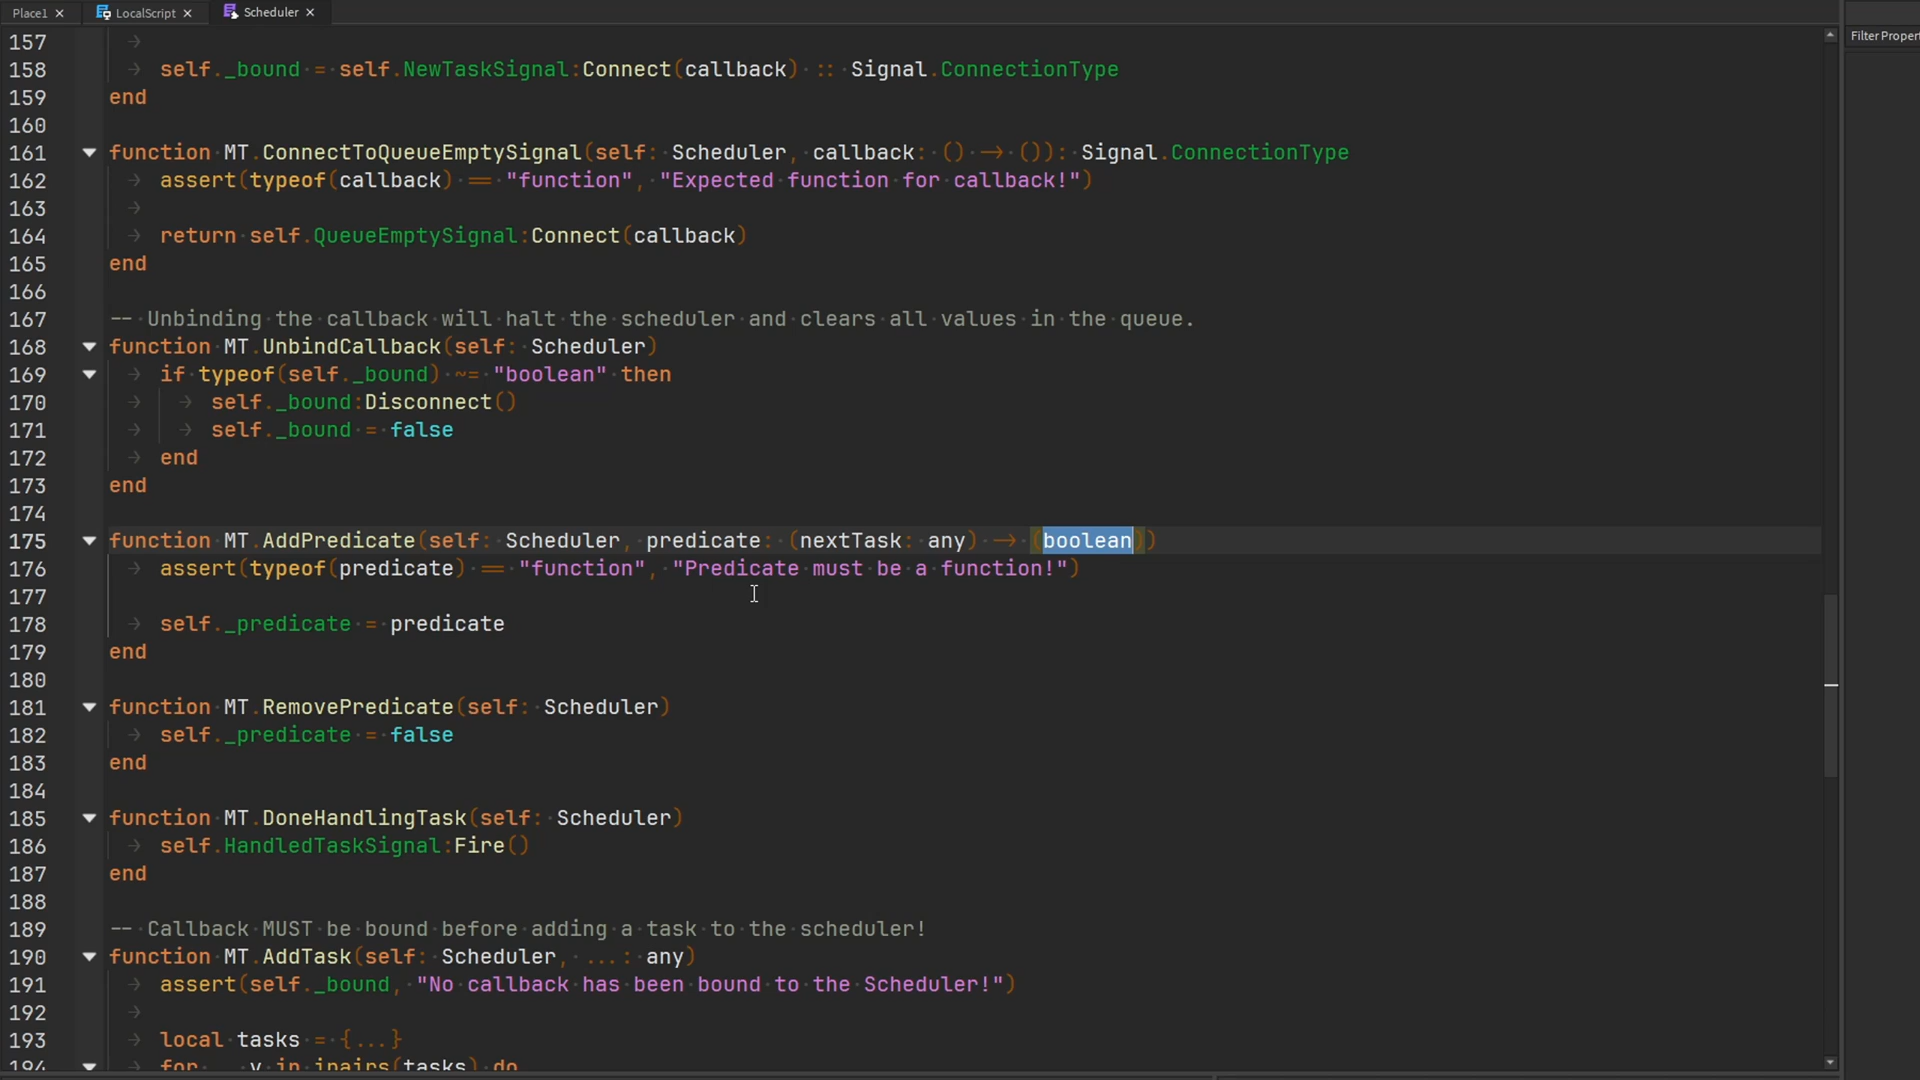 Place1 × LocalScript × Scheduler ×
Filter Propert
157
158 self._bound = self.NewTaskSignal:Connect(callback) :: Signal.ConnectionType
159 end
160
161 function MT.ConnectToQueueEmptySignal(self: Scheduler, callback: () -> ()): Signal.ConnectionType
162 assert(typeof(callback) == "function", "Expected function for callback!")
163
164 return self.QueueEmptySignal:Connect(callback)
165 end
166
167 -- Unbinding the callback will halt the scheduler and clears all values in the queue.
168 function MT.UnbindCallback(self: Scheduler)
169 if typeof(self._bound) ~= "boolean" then
170 self._bound:Disconnect()
171 self._bound = false
172 end
173 end
174
175 function MT.AddPredicate(self: Scheduler, predicate: (nextTask: any) -> (boolean))
176 assert(typeof(predicate) == "function", "Predicate must be a function!")
177
178 self._predicate = predicate
179 end
180
181 function MT.RemovePredicate(self: Scheduler)
182 self._predicate = false
183 end
184
185 function MT.DoneHandlingTask(self: Scheduler)
186 self.HandledTaskSignal:Fire()
187 end
188
189 -- Callback MUST be bound before adding a task to the scheduler!
190 function MT.AddTask(self: Scheduler, ...: any)
191 assert(self._bound, "No callback has been bound to the Scheduler!")
192
193 local tasks = {...}
194 for _, v in ipairs(tasks) do